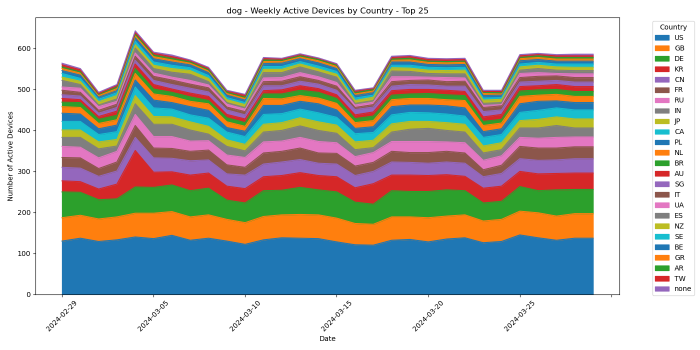 dog - Weekly Active Devices by Country - Top 25
Number of Active Devices
600
500
400
300
200
100
0
2024-02-29
2024-03-05
2024-03-10
2024-03-15
2024-03-20
2024-03-25
Date
Country
US
GB
DE
KR
CN
FR
RU
IN
JP
CA
PL
NL
BR
AU
SG
IT
UA
ES
NZ
SE
BE
GR
AR
TW
none